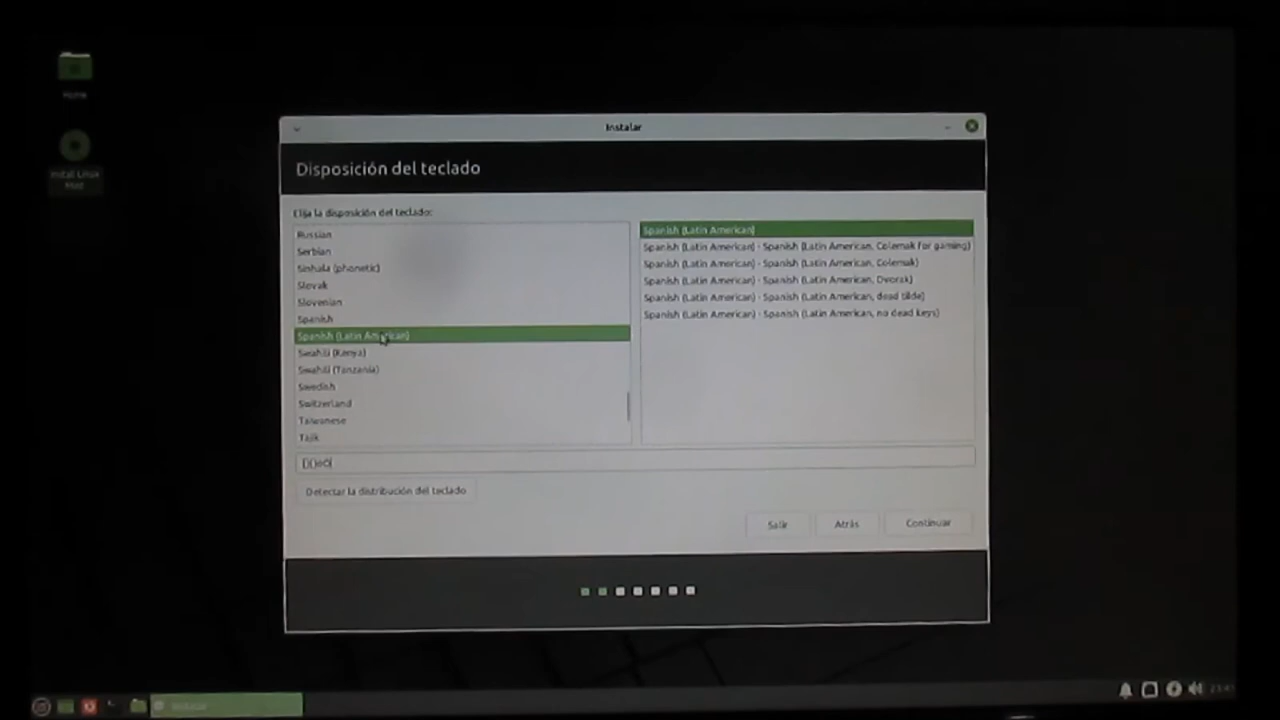 Home
Install Linux
Mint
Instalar
Disposición del teclado
Elija la disposición del teclado:
Russian
Serbian
Sinhala (phonetic)
Slovak
Slovenian
Spanish
Spanish (Latin American)
Swahili (Kenya)
Swahili (Tanzania)
Swedish
Switzerland
Taiwanese
Tajik
Spanish (Latin American)
Spanish (Latin American) - Spanish (Latin American, Colemak for gaming)
Spanish (Latin American) - Spanish (Latin American, Colemak)
Spanish (Latin American) - Spanish (Latin American, Dvorak)
Spanish (Latin American) - Spanish (Latin American, dead tilde)
Spanish (Latin American) - Spanish (Latin American, no dead keys)
Detectar la distribución del teclado
Salir
Atrás
Continuar
Instalar